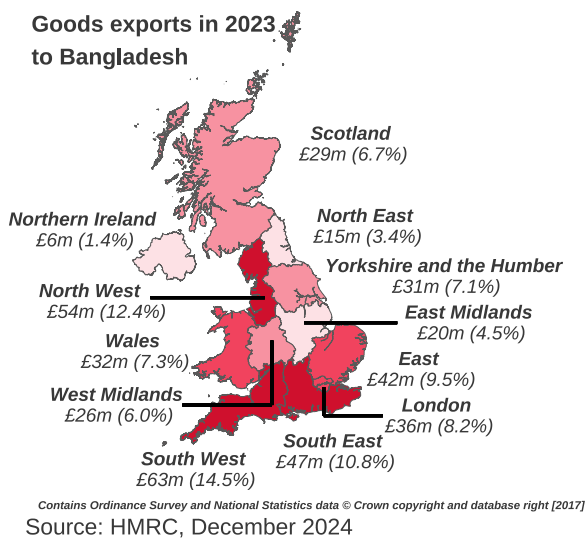 Goods exports in 2023
to Bangladesh
Scotland
£29m (6.7%)
Northern Ireland
£6m (1.4%)
North East
£15m (3.4%)
Yorkshire and the Humber
£31m (7.1%)
North West
£54m (12.4%)
East Midlands
£20m (4.5%)
Wales
£32m (7.3%)
East
£42m (9.5%)
West Midlands
£26m (6.0%)
London
£36m (8.2%)
South East
£47m (10.8%)
South West
£63m (14.5%)
Contains Ordinance Survey and National Statistics data © Crown copyright and database right [2017]
Source: HMRC, December 2024